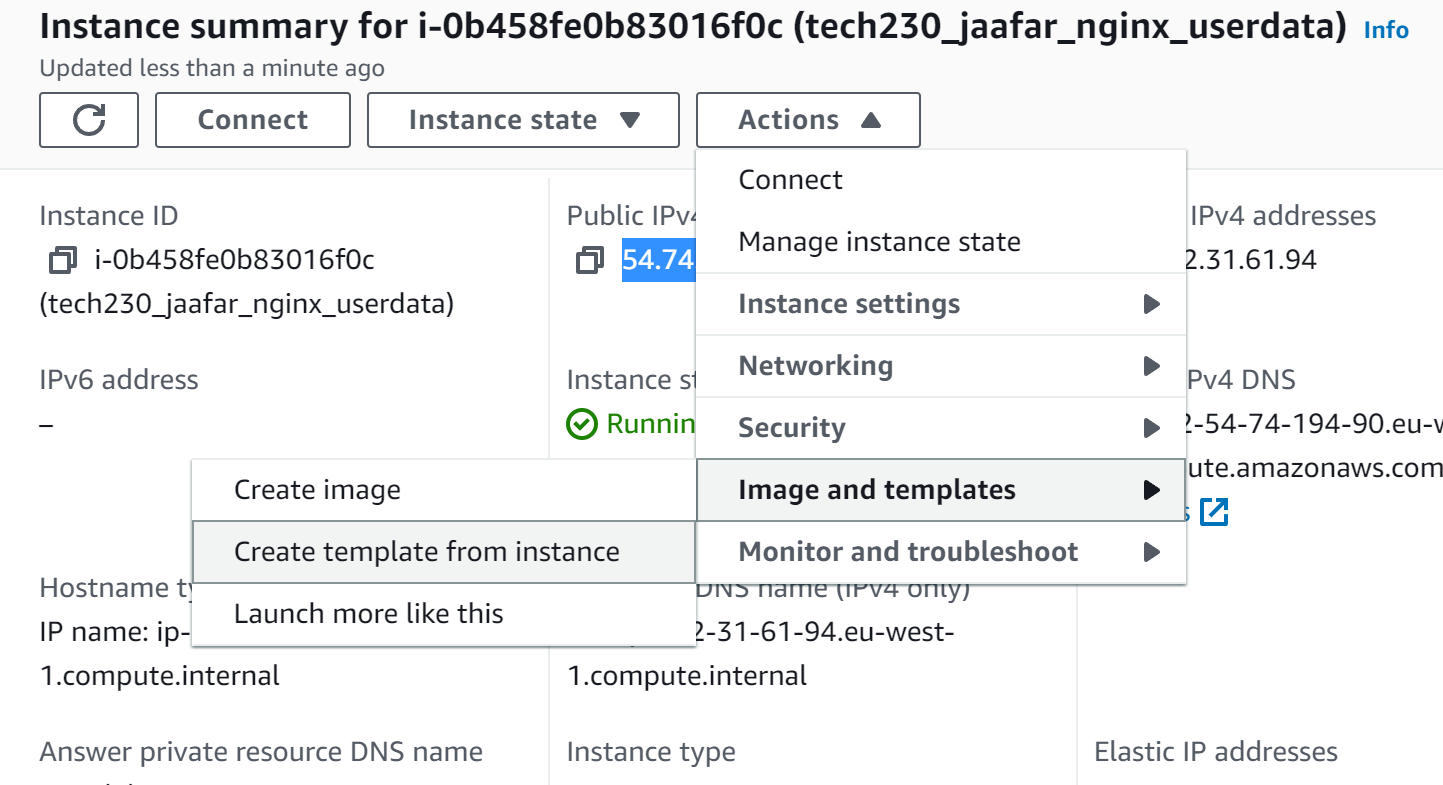 Instance summary for i-0b458fe0b83016f0c (tech230_jaafar_nginx_userdata) Info
Updated less than a minute ago
Connect
Instance state
Actions
Connect
Manage instance state
Instance settings
Networking
Security
Image and templates
Monitor and troubleshoot
Create image
Create template from instance
Launch more like this
Instance ID
i-0b458fe0b83016f0c
(tech230_jaafar_nginx_userdata)
Public IPv4
54.74
IPv4 addresses
2.31.61.94
IPv6 address
–
Instance st
Runnin
Pv4 DNS
2-54-74-194-90.eu-w
ute.amazonaws.com
s
Hostname ty
IP name: ip-
1.compute.internal
DNS name (IPv4 only)
2-31-61-94.eu-west-
1.compute.internal
Answer private resource DNS name
Instance type
Elastic IP addresses